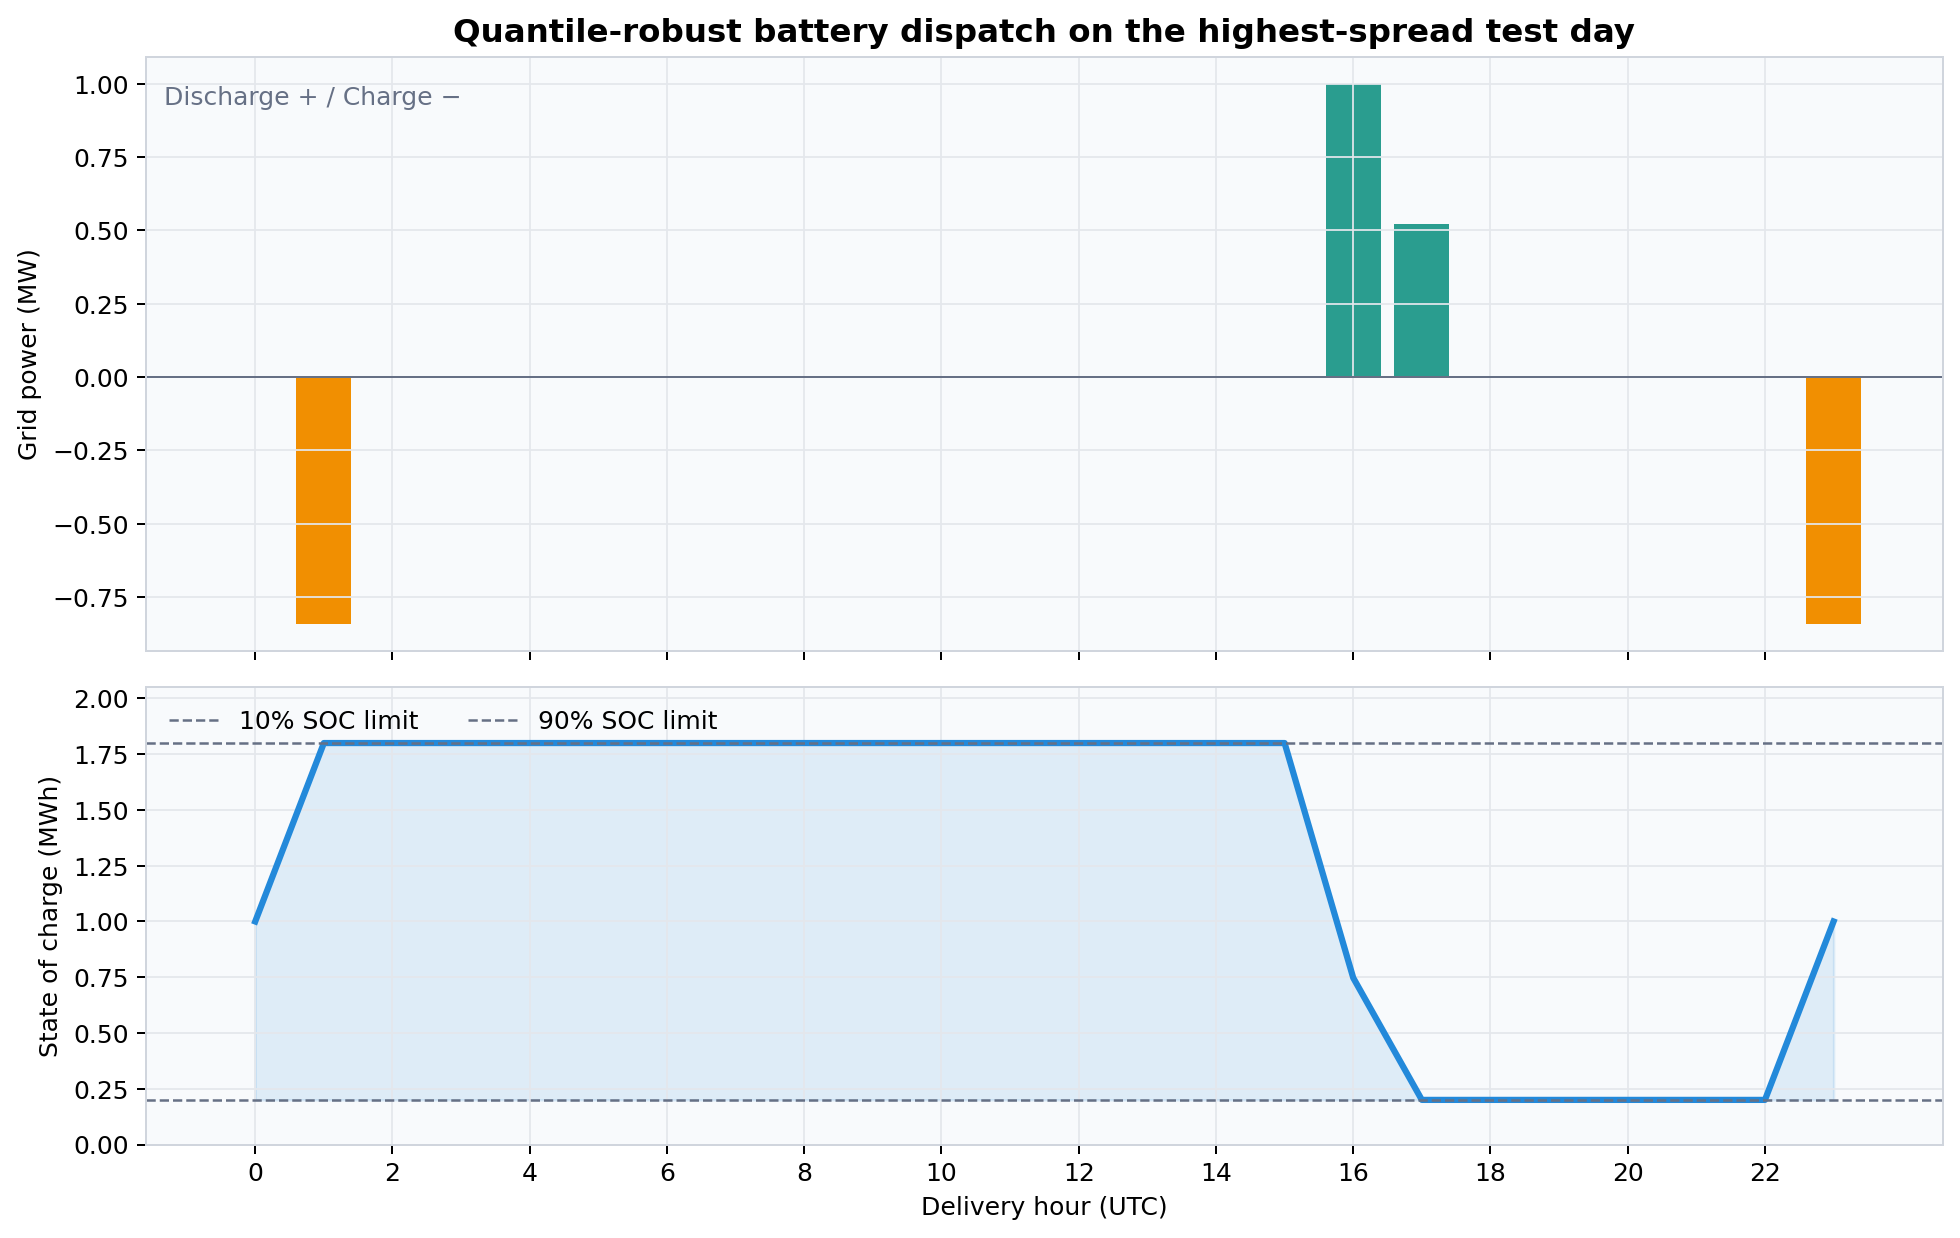 Quantile-robust battery dispatch on the highest-spread test day
Discharge + / Charge −
Grid power (MW)
1.00
0.75
0.50
0.25
0.00
−0.25
−0.50
−0.75
10% SOC limit
90% SOC limit
State of charge (MWh)
2.00
1.75
1.50
1.25
1.00
0.75
0.50
0.25
0.00
0 2 4 6 8 10 12 14 16 18 20 22
Delivery hour (UTC)